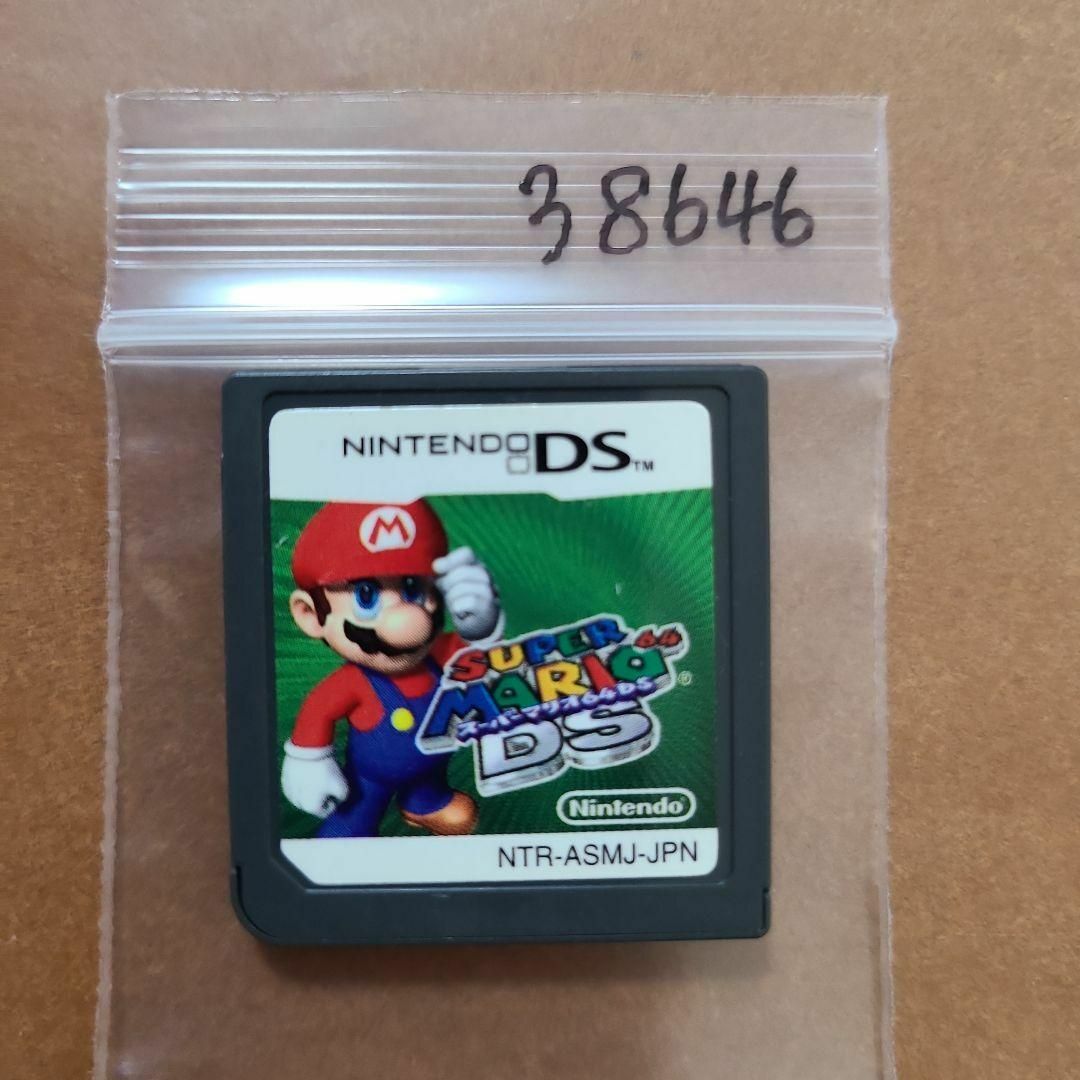 38646
NINTENDO DS™
M
SUPER
MARIO 64®
スーパーマリオ64DS
DS
Nintendo®
NTR-ASMJ-JPN